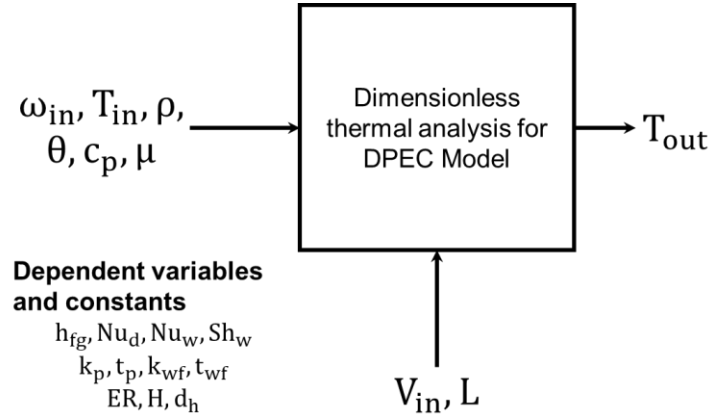 ω_in, T_in, ρ,
θ, c_p, μ
Dimensionless
thermal analysis for
DPEC Model
T_out
Dependent variables
and constants
h_fg, Nu_d, Nu_w, Sh_w
k_p, t_p, k_wf, t_wf
ER, H, d_h
V_in, L